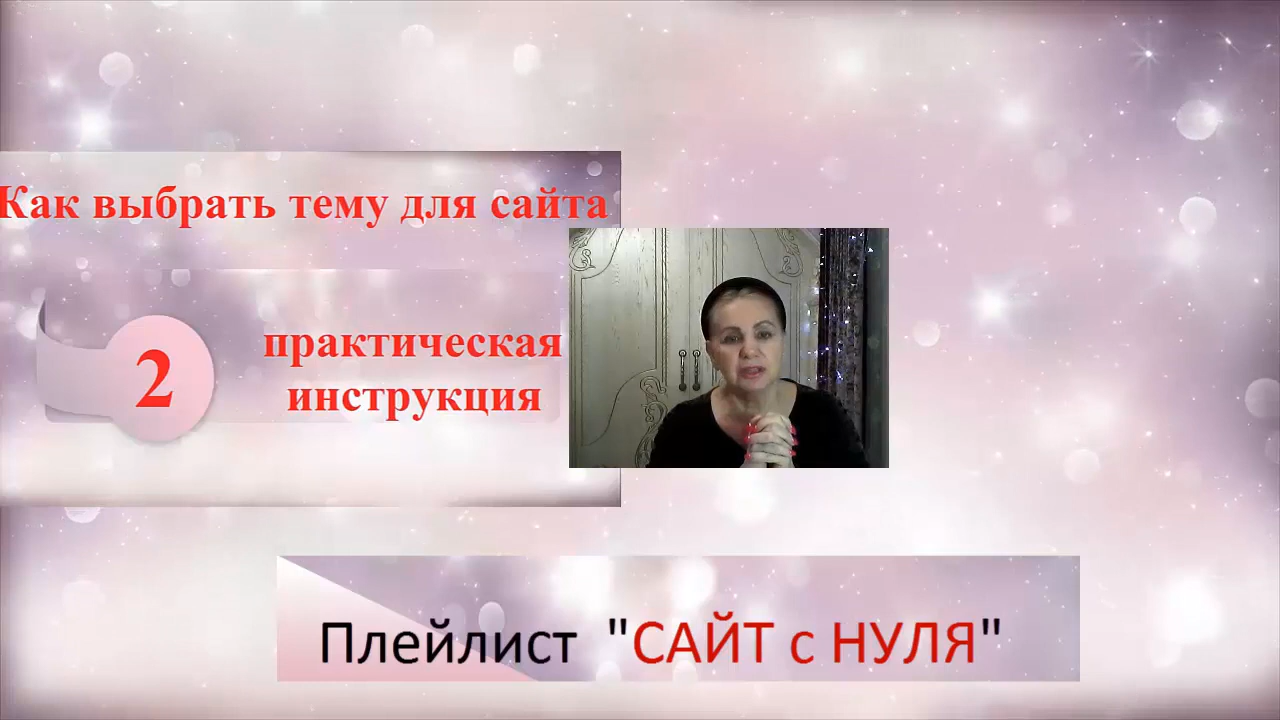 Как выбрать тему для сайта
2
практическая
инструкция
Плейлист "САЙТ с НУЛЯ"